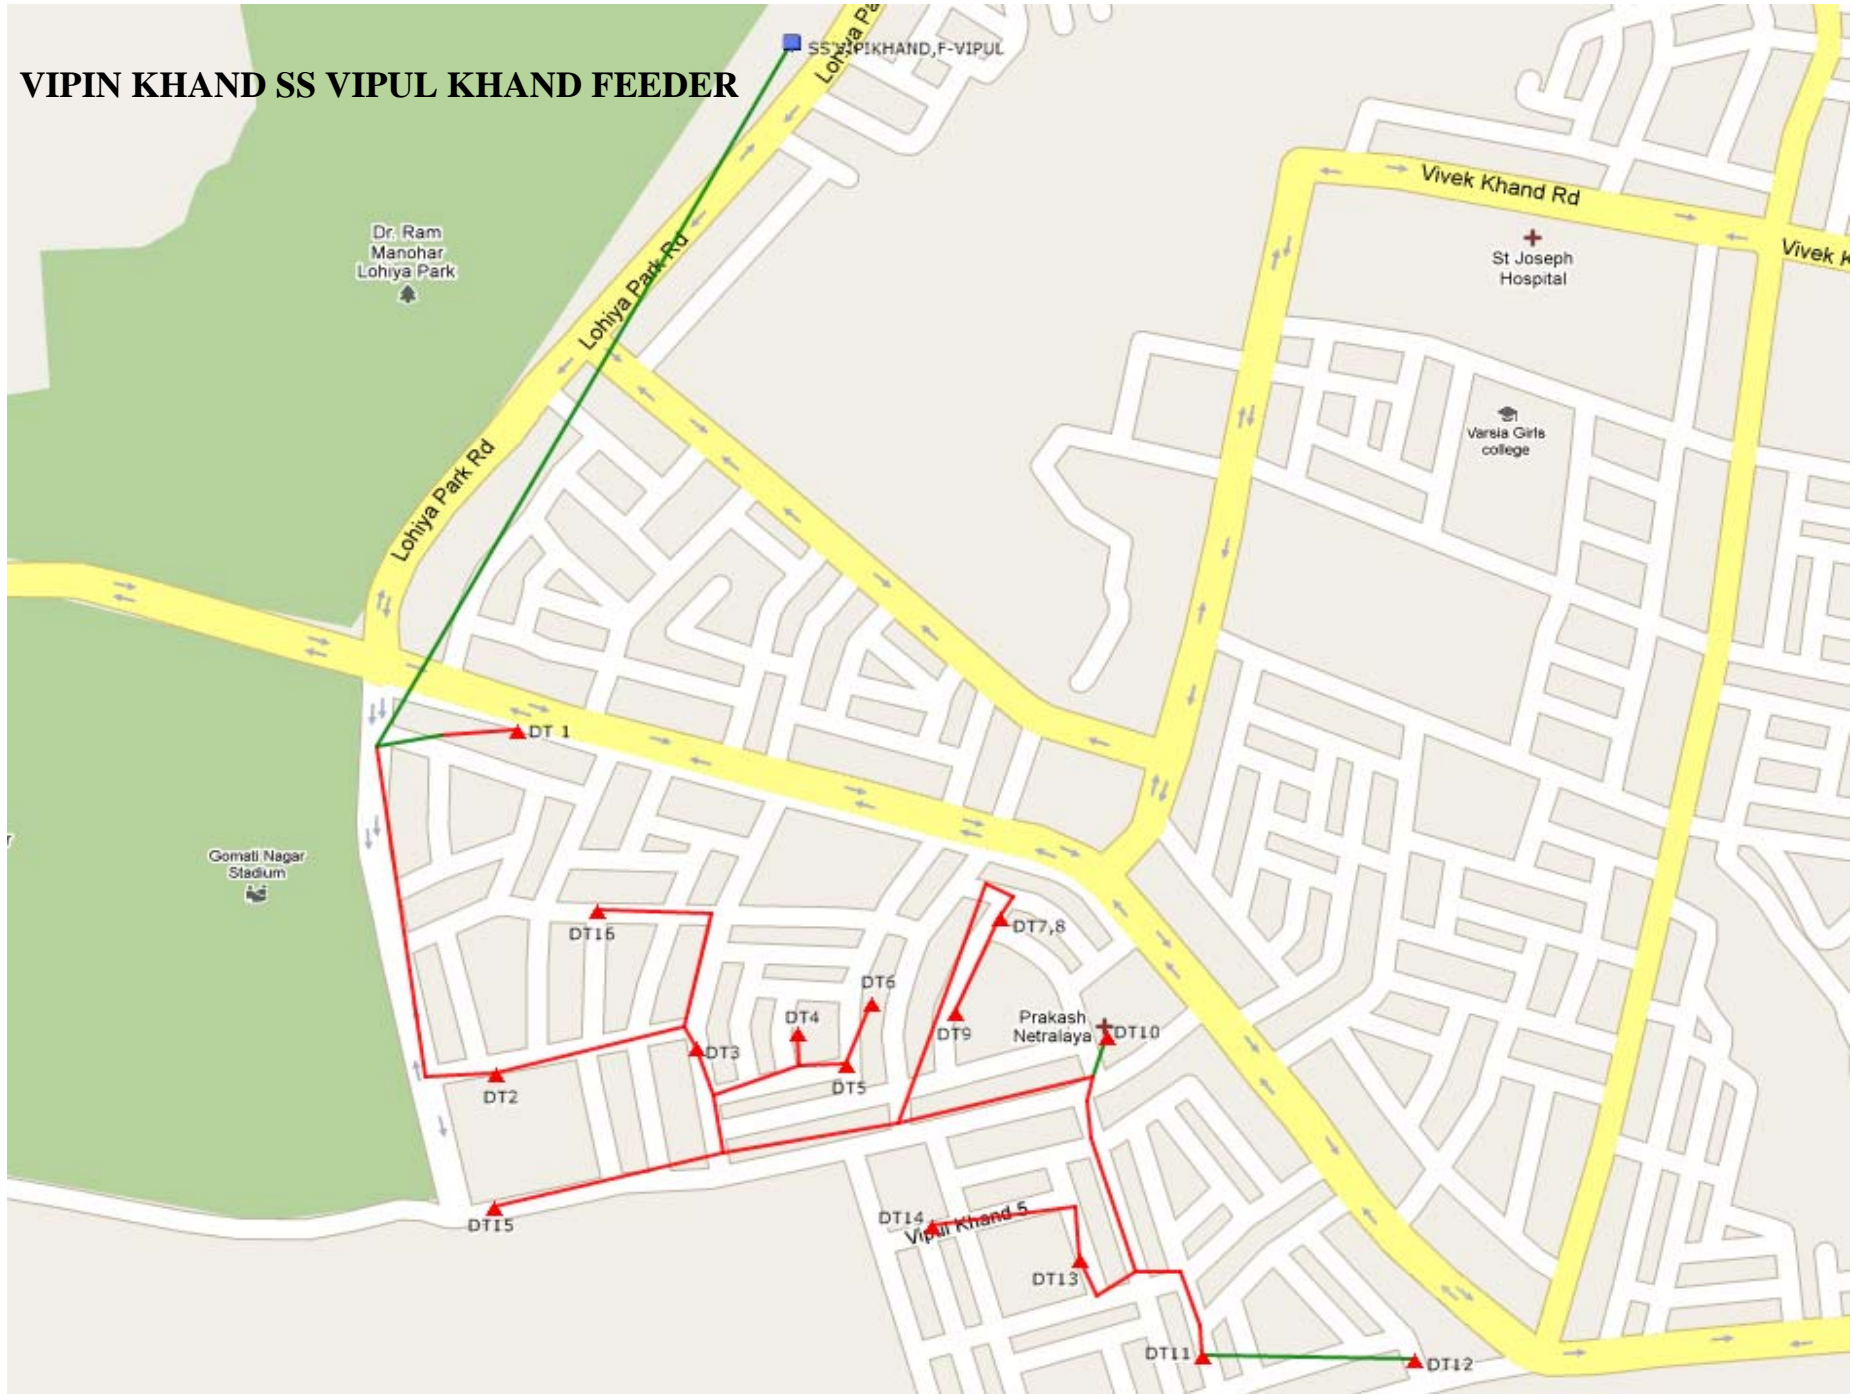 SS VIPIKHAND,F-VIPUL
VIPIN KHAND SS VIPUL KHAND FEEDER
Lohiya Pa
Vivek Khand Rd
Vivek K
St Joseph
Hospital
Dr. Ram
Manohar
Lohiya Park
Lohiya Park Rd
Lohiya Park Rd
Varsia Girls
college
DT 1
Gomati Nagar
Stadium
r
DT16
DT7,8
DT6
DT4
DT9
Prakash
Netralaya
DT10
DT3
DT5
DT2
DT15
DT14
Vipul Khand 5
DT13
DT11
DT12